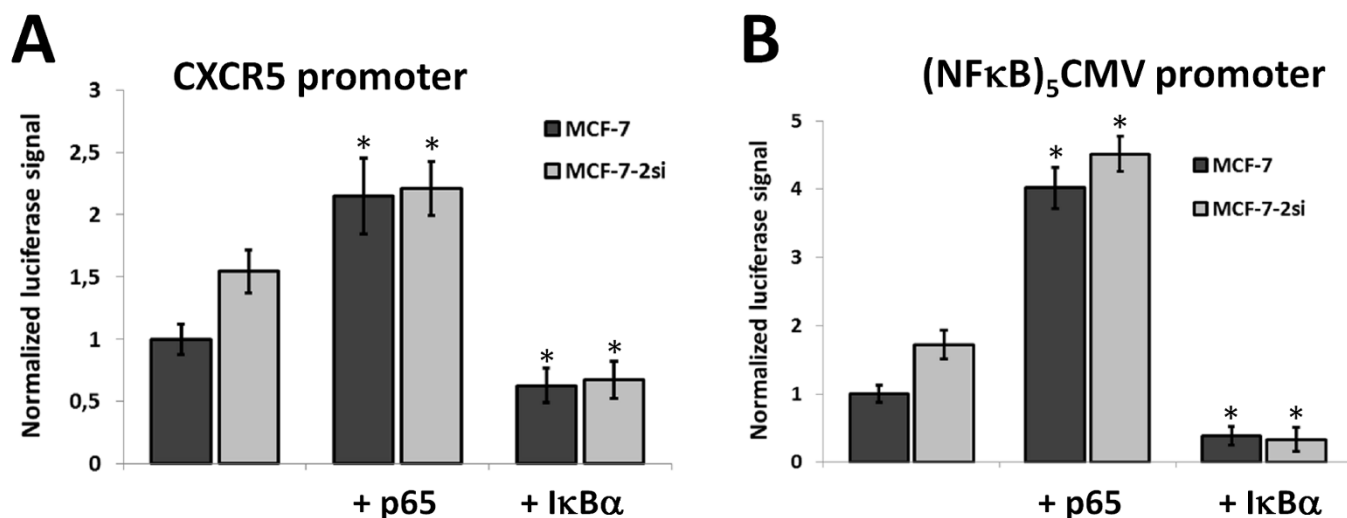 A
CXCR5 promoter
Normalized luciferase signal
3
2,5
2
1,5
1
0,5
0
* *
* *
MCF-7
MCF-7-2si
+ p65
+ IκBα
B
(NFκB)5CMV promoter
Normalized luciferase signal
5
4
3
2
1
0
*
*
* *
MCF-7
MCF-7-2si
+ p65
+ IκBα